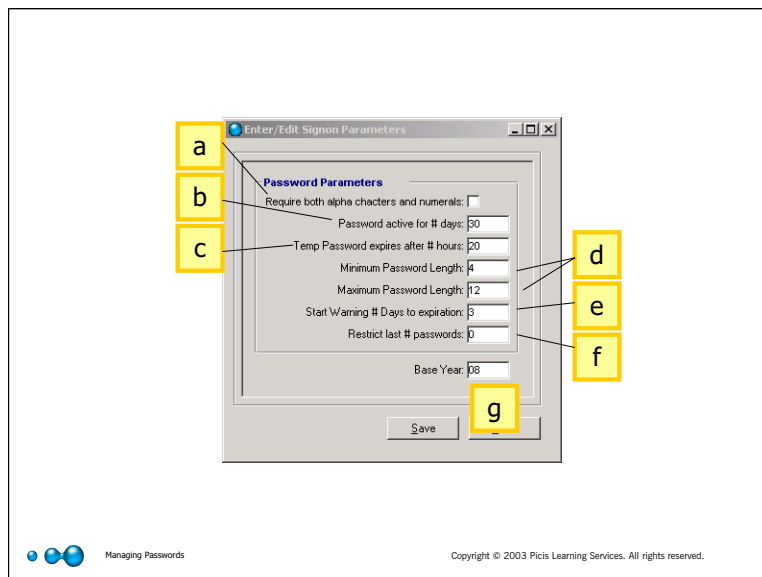 Enter/Edit Signon Parameters
a
Password Parameters
Require both alpha chacters and numerals:
b
Password active for # days: 30
c
Temp Password expires after # hours: 20
Minimum Password Length: 4
d
Maximum Password Length: 12
e
Start Warning # Days to expiration: 3
Restrict last # passwords: 0
f
Base Year: 08
g
Save
Managing Passwords
Copyright © 2003 Picis Learning Services. All rights reserved.